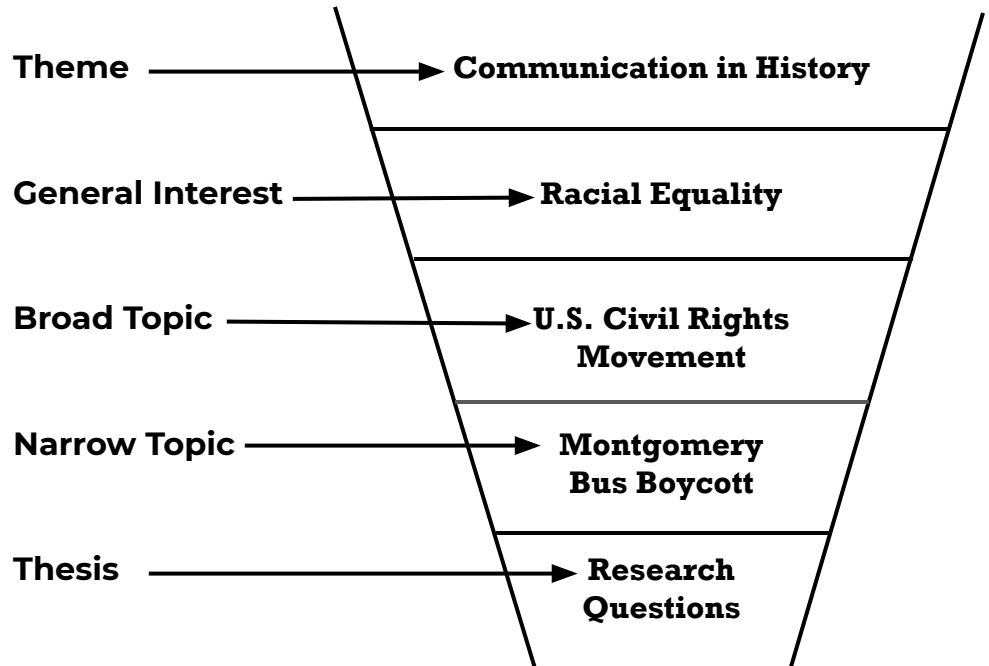 Theme
Communication in History
General Interest
Racial Equality
Broad Topic
U.S. Civil Rights
Movement
Narrow Topic
Montgomery
Bus Boycott
Thesis
Research
Questions